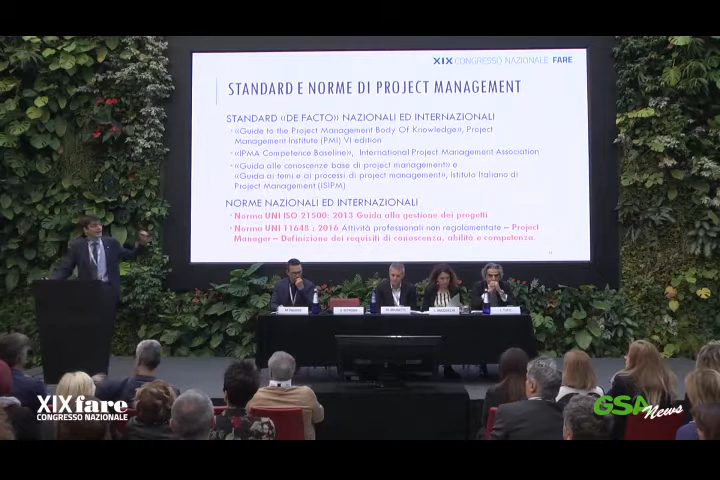 XIX CONGRESSO NAZIONALE FARE
STANDARD E NORME DI PROJECT MANAGEMENT
STANDARD «DE FACTO» NAZIONALI ED INTERNAZIONALI
• «Guide to the Project Management Body Of Knowledge», Project
Management Institute (PMI) VI edition
• «IPMA Competence Baseline», International Project Management Association
• «Guida alle conoscenze base di project management» e
«Guida ai temi e ai processi di project management», Istituto Italiano di
Project Management (ISIPM)
NORME NAZIONALI ED INTERNAZIONALI
• Norma UNI ISO 21500: 2013 Guida alla gestione dei progetti
• Norma UNI 11648 : 2016 Attività professionali non regolamentate – Project
Manager – Definizione dei requisiti di conoscenza, abilità e competenza.
XIX fare
CONGRESSO NAZIONALE
GSA News